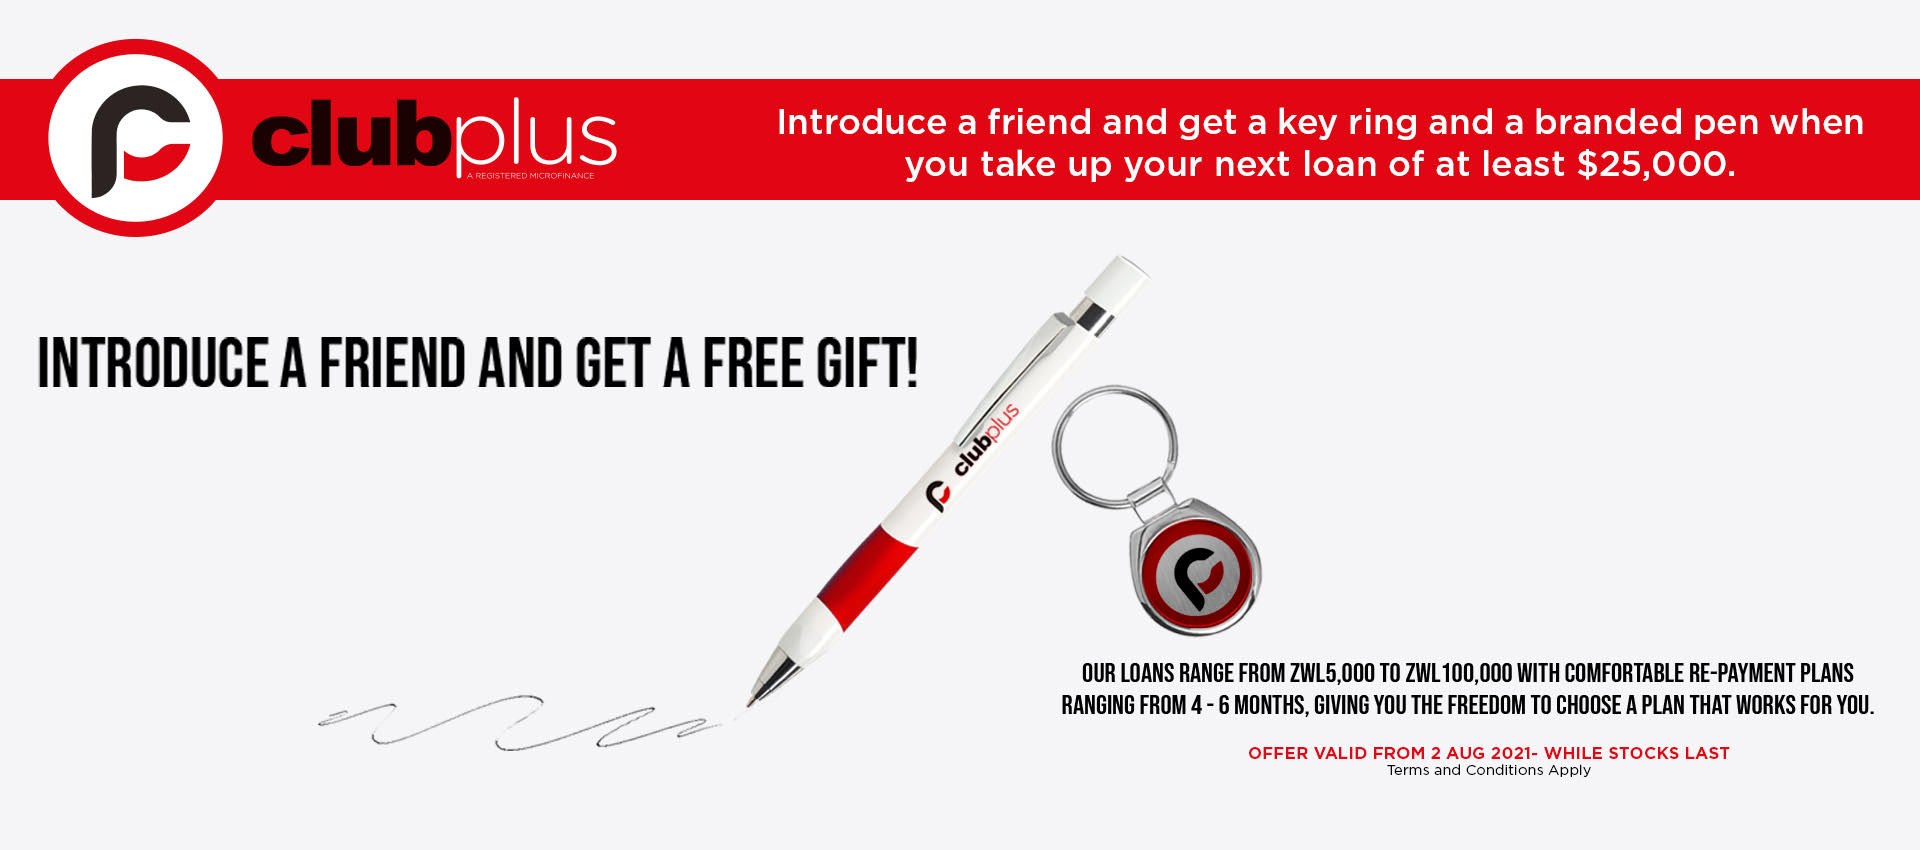 clubplus
A REGISTERED MICROFINANCE
Introduce a friend and get a key ring and a branded pen when
you take up your next loan of at least $25,000.
INTRODUCE A FRIEND AND GET A FREE GIFT!
clubplus
OUR LOANS RANGE FROM ZWL5,000 TO ZWL100,000 WITH COMFORTABLE RE-PAYMENT PLANS
RANGING FROM 4 - 6 MONTHS, GIVING YOU THE FREEDOM TO CHOOSE A PLAN THAT WORKS FOR YOU.
OFFER VALID FROM 2 AUG 2021- WHILE STOCKS LAST
Terms and Conditions Apply